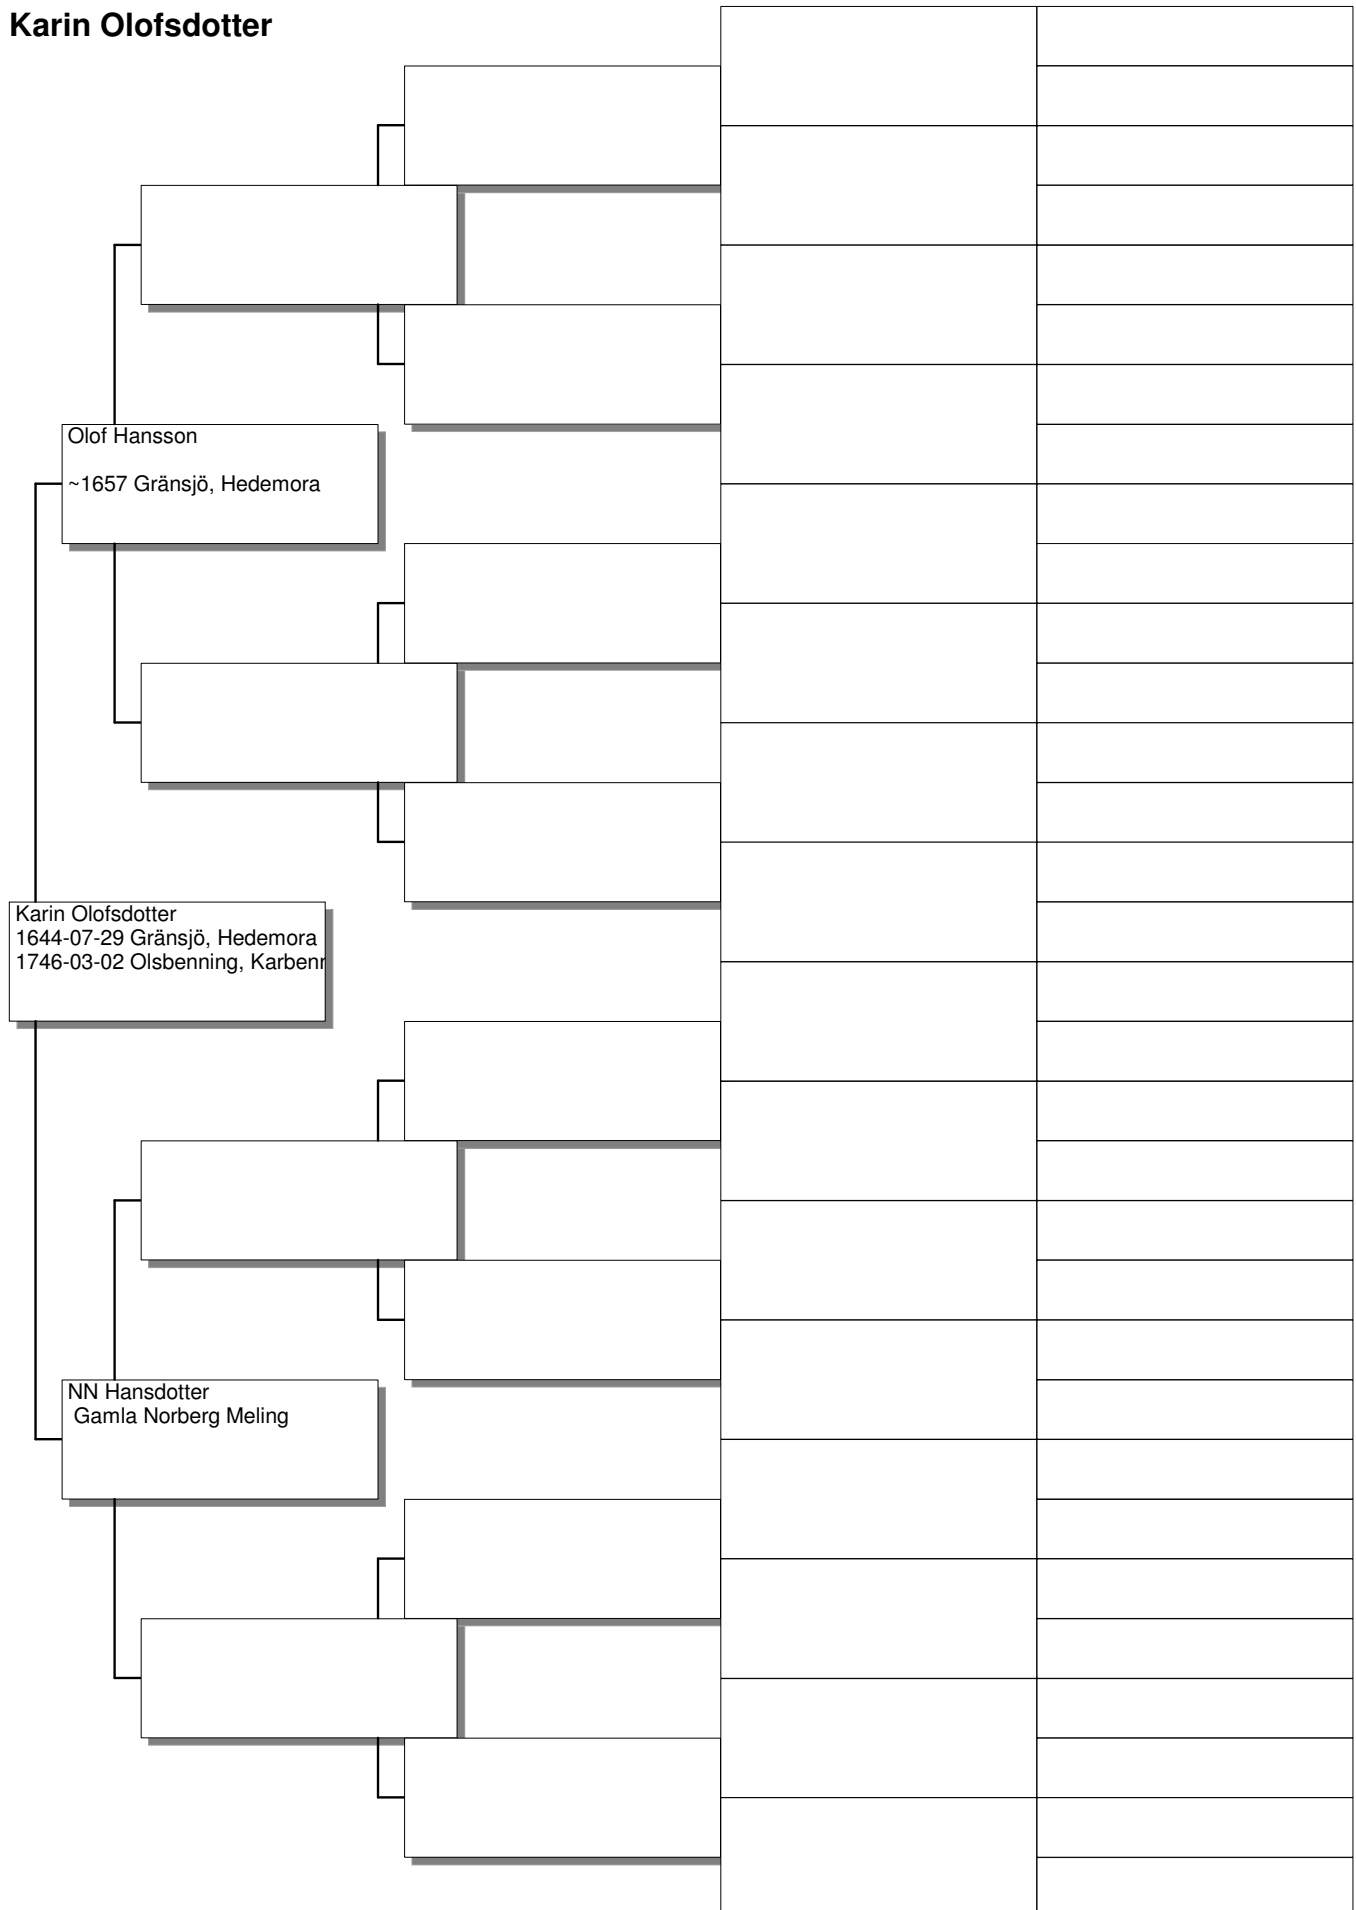 Karin Olofsdotter
Olof Hansson
~1657 Gränsjö, Hedemora
Karin Olofsdotter
1644-07-29 Gränsjö, Hedemora
1746-03-02 Olsbenning, Karbenr
NN Hansdotter
Gamla Norberg Meling